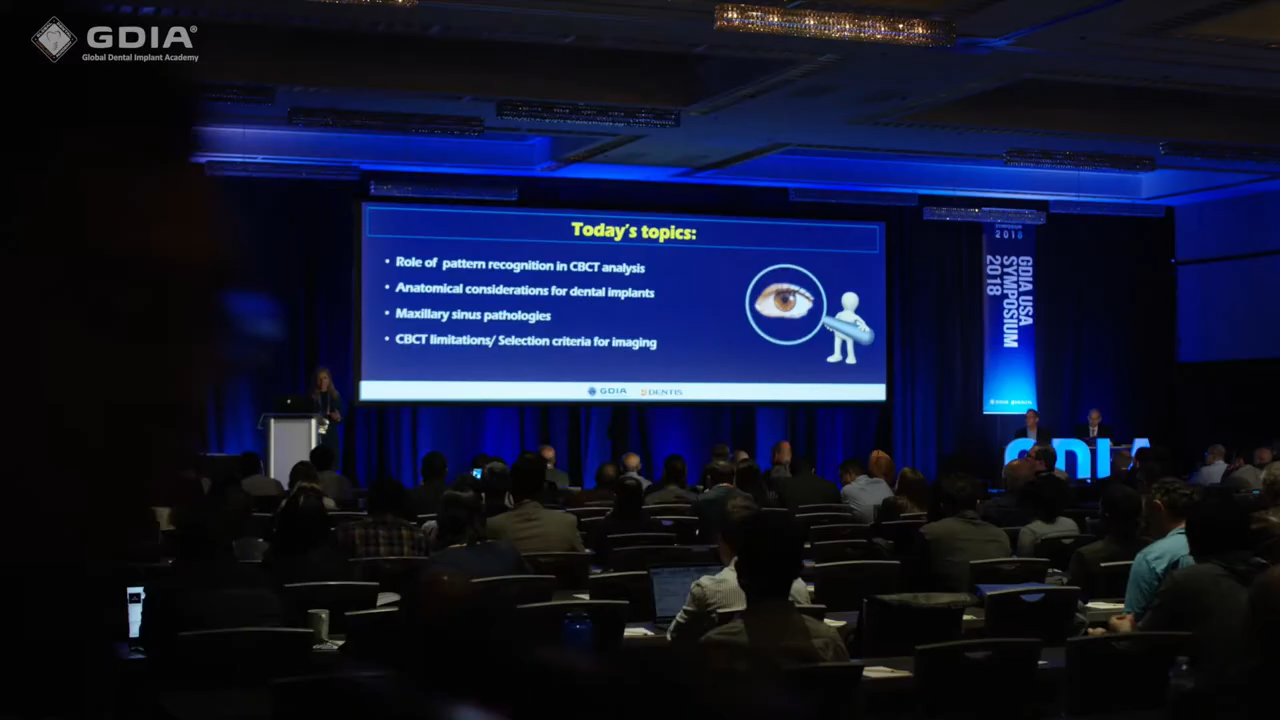 GDIA®
Global Dental Implant Academy
Today's topics:
• Role of pattern recognition in CBCT analysis
• Anatomical considerations for dental implants
• Maxillary sinus pathologies
• CBCT limitations/ Selection criteria for imaging
GDIA DENTIS
SYMPOSIUM
2018
GDIA USA
SYMPOSIUM
2018
GDIA